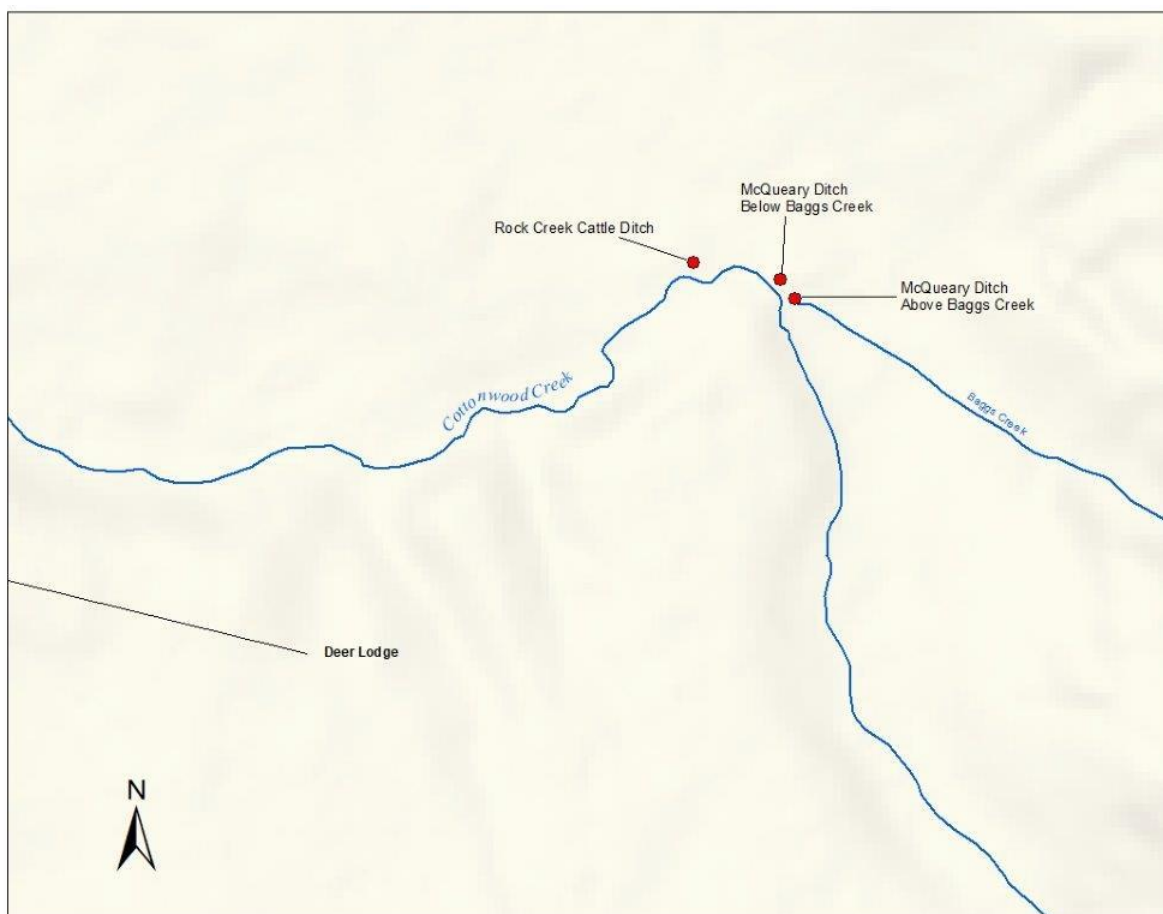 McQueary Ditch
Below Baggs Creek
Rock Creek Cattle Ditch
McQueary Ditch
Above Baggs Creek
Cottonwood Creek
Baggs Creek
Deer Lodge
N